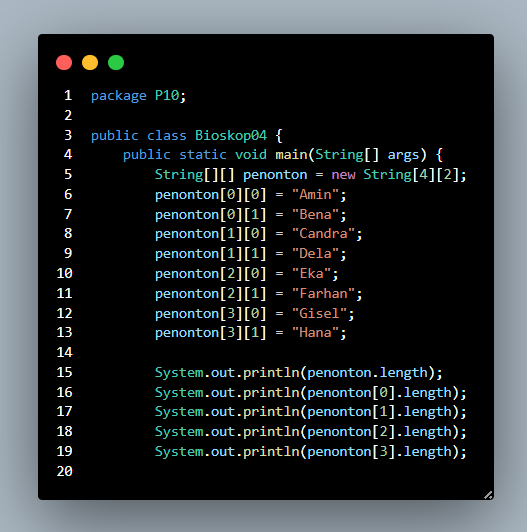 1 package P10;
2
3 public class Bioskop04 {
4     public static void main(String[] args) {
5         String[][] penonton = new String[4][2];
6         penonton[0][0] = "Amin";
7         penonton[0][1] = "Bena";
8         penonton[1][0] = "Candra";
9         penonton[1][1] = "Dela";
10         penonton[2][0] = "Eka";
11         penonton[2][1] = "Farhan";
12         penonton[3][0] = "Gisel";
13         penonton[3][1] = "Hana";
14
15         System.out.println(penonton.length);
16         System.out.println(penonton[0].length);
17         System.out.println(penonton[1].length);
18         System.out.println(penonton[2].length);
19         System.out.println(penonton[3].length);
20